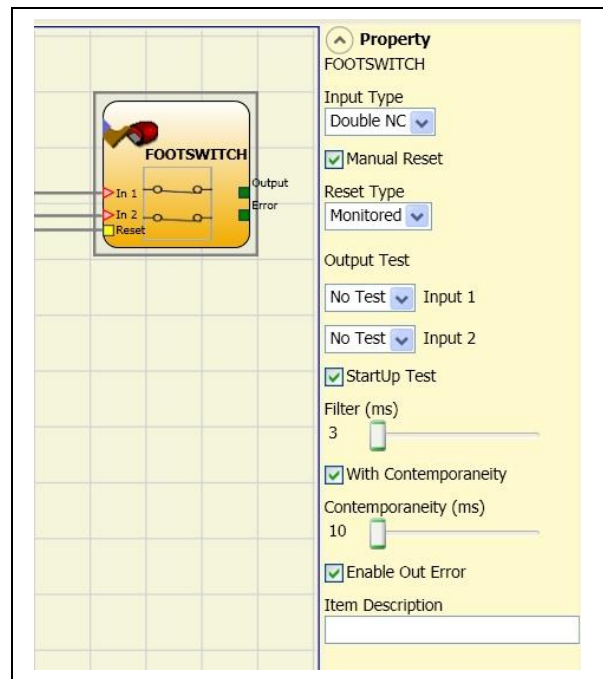 FOOTSWITCH
In 1
In 2
Reset
Output
Error
Property
FOOTSWITCH
Input Type
Double NC
Manual Reset
Reset Type
Monitored
Output Test
No Test Input 1
No Test Input 2
StartUp Test
Filter (ms)
3
With Contemporaneity
Contemporaneity (ms)
10
Enable Out Error
Item Description